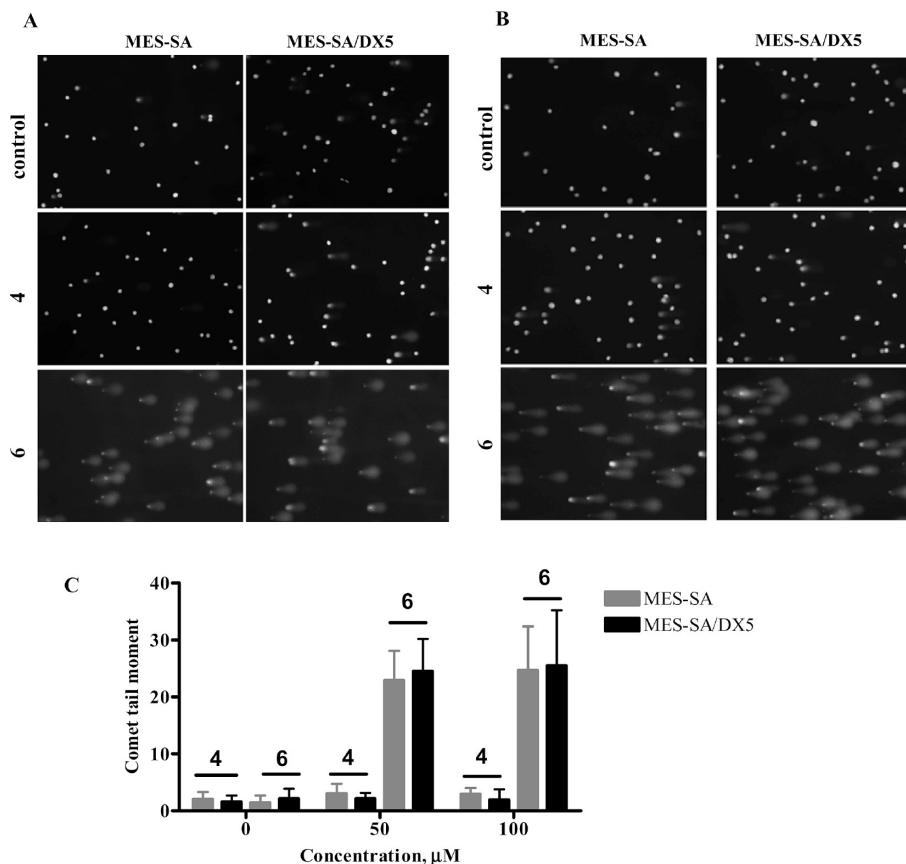 A
B
MES-SA MES-SA/DX5 MES-SA MES-SA/DX5
control control
4 4
6 6
C
40
30
20
10
0
Comet tail moment
4 6 4 6 4 6
0 50 100
Concentration, μM
MES-SA
MES-SA/DX5